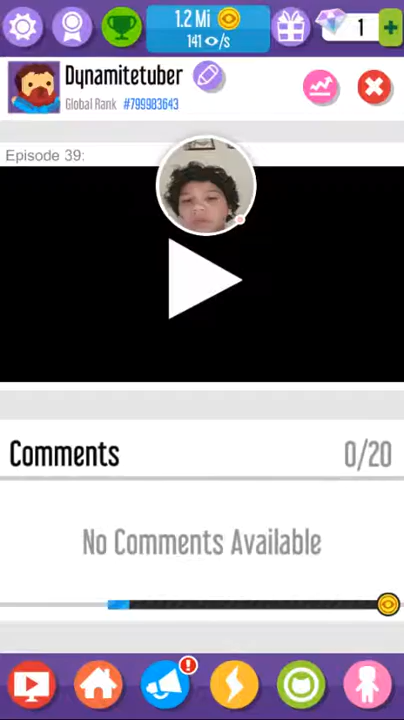 1.2 Mi
141 /s
1
Dynamitetuber
Global Rank #799983643
Episode 39:
Comments 0/20
No Comments Available